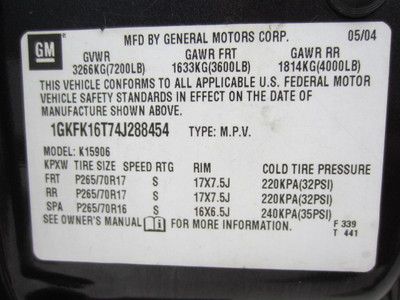 GM
MFD BY GENERAL MOTORS CORP. 05/04
GVWR GAWR FRT GAWR RR
3266KG(7200LB) 1633KG(3600LB) 1814KG(4000LB)
THIS VEHICLE CONFORMS TO ALL APPLICABLE U.S. FEDERAL MOTOR
VEHICLE SAFETY STANDARDS IN EFFECT ON THE DATE OF
MANUFACTURE SHOWN ABOVE.
1GKFK16T74J288454 TYPE: M.P.V.
MODEL: K15906
KPXW TIRE SIZE SPEED RTG RIM COLD TIRE PRESSURE
FRT P265/70R17 S 17X7.5J 220KPA(32PSI)
RR P265/70R17 S 17X7.5J 220KPA(32PSI)
SPA P265/70R16 S 16X6.5J 240KPA(35PSI)
SEE OWNER'S MANUAL FOR MORE INFORMATION. F 339
T 441